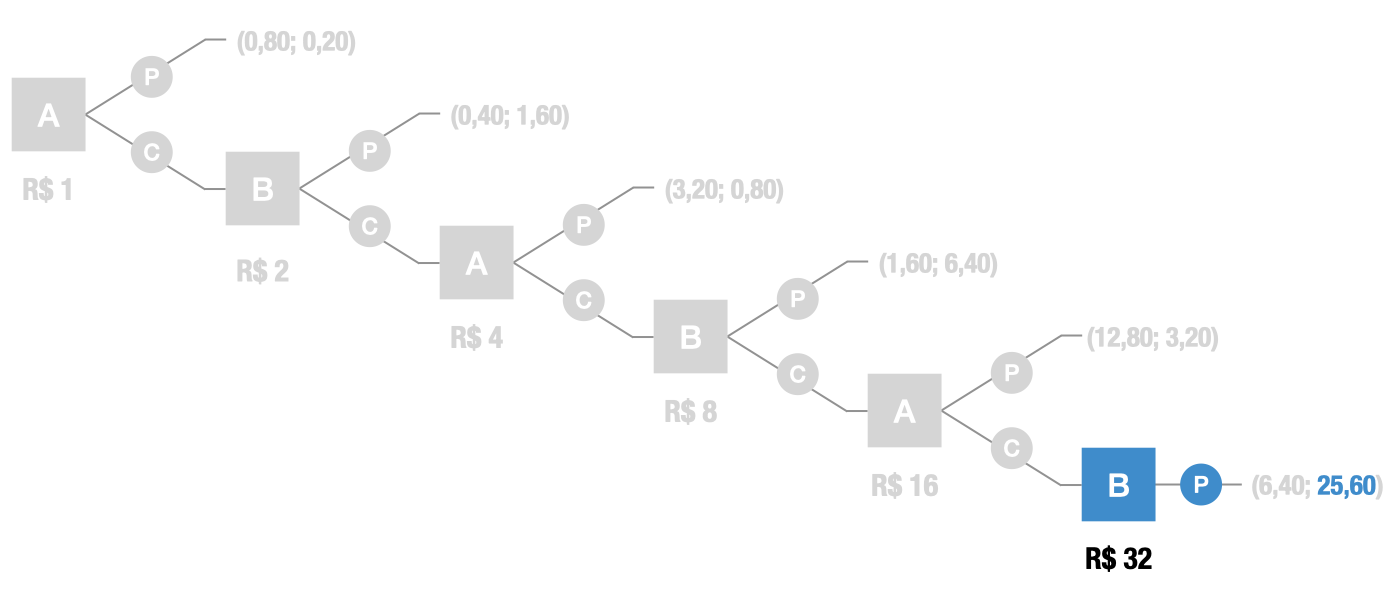 (0,80; 0,20)
P
A
C
R$ 1
(0,40; 1,60)
P
B
C
R$ 2
(3,20; 0,80)
P
A
C
R$ 4
(1,60; 6,40)
P
B
C
R$ 8
(12,80; 3,20)
P
A
C
R$ 16
B
P
(6,40; 25,60)
R$ 32